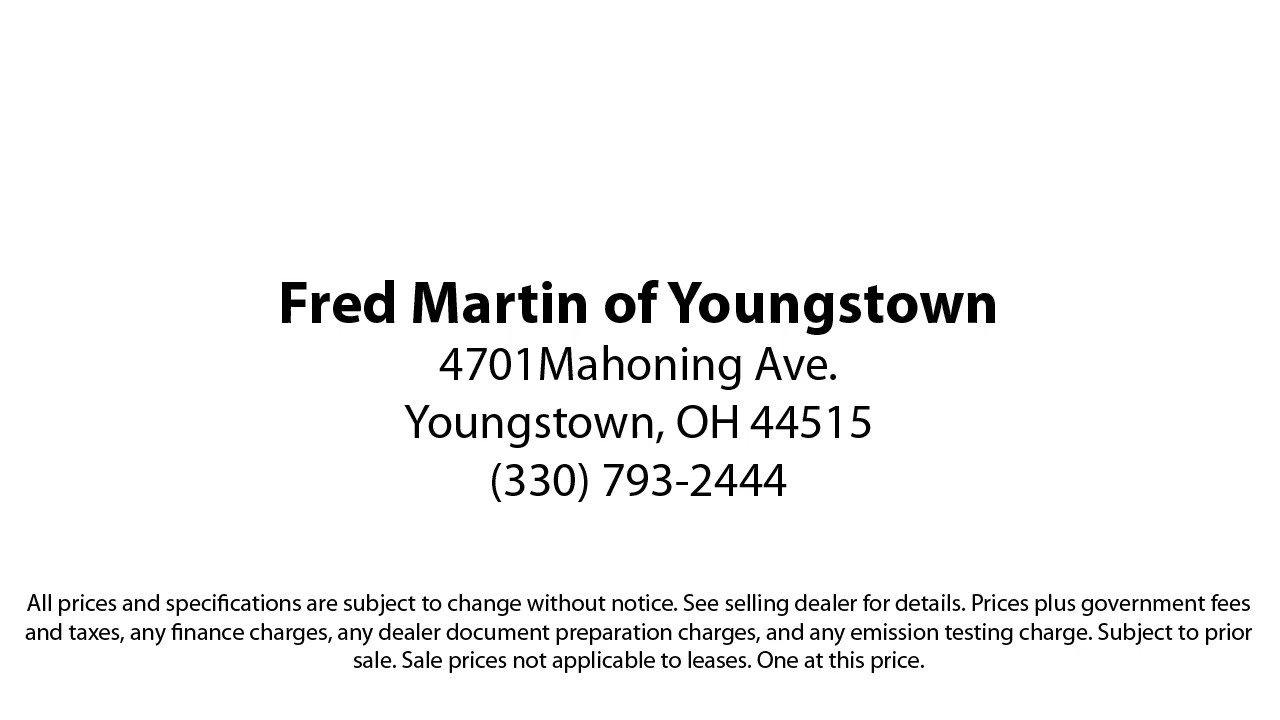 Fred Martin of Youngstown
4701Mahoning Ave.
Youngstown, OH 44515
(330) 793-2444
All prices and specifications are subject to change without notice. See selling dealer for details. Prices plus government fees
and taxes, any finance charges, any dealer document preparation charges, and any emission testing charge. Subject to prior
sale. Sale prices not applicable to leases. One at this price.